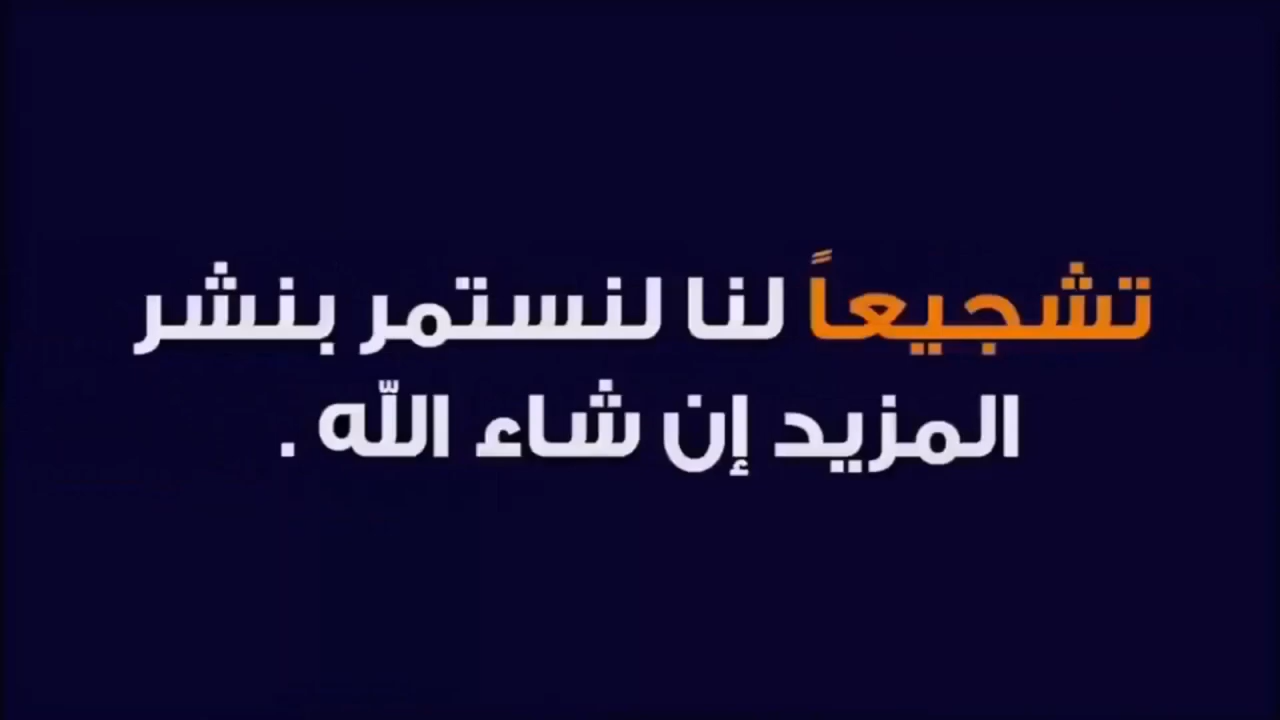 تشجيعاً لنا لنستمر بنشر
المزيد إن شاء اللّه .